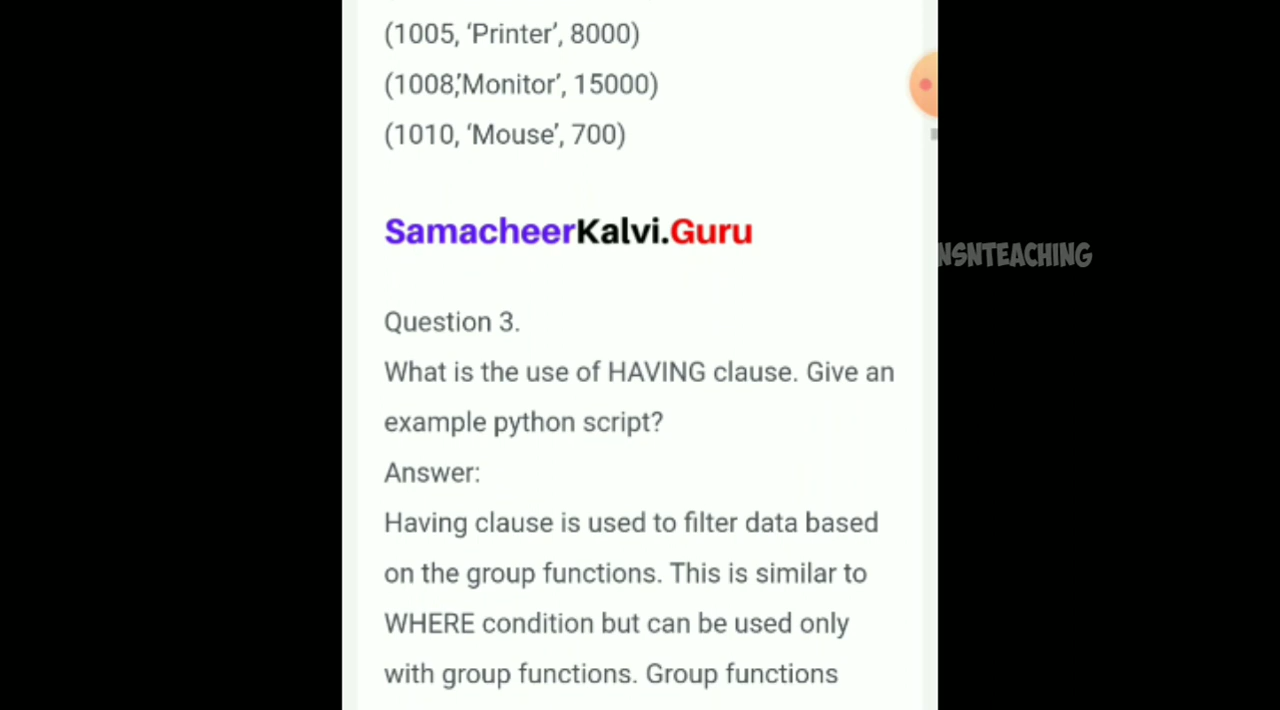 (1005, ‘Printer’, 8000)
(1008,’Monitor’, 15000)
(1010, ‘Mouse’, 700)
SamacheerKalvi.Guru
NSNTEACHING
Question 3.
What is the use of HAVING clause. Give an
example python script?
Answer:
Having clause is used to filter data based
on the group functions. This is similar to
WHERE condition but can be used only
with group functions. Group functions